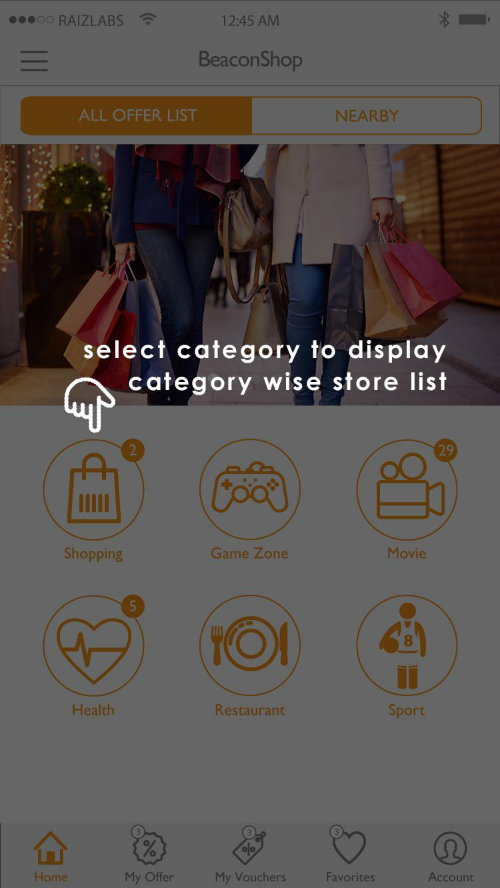 RAIZLABS 12:45 AM
BeaconShop
ALL OFFER LIST NEARBY
select category to display
category wise store list
2 29
Shopping Game Zone Movie
5 8
Health Restaurant Sport
3 3 3
Home My Offer My Vouchers Favorites Account